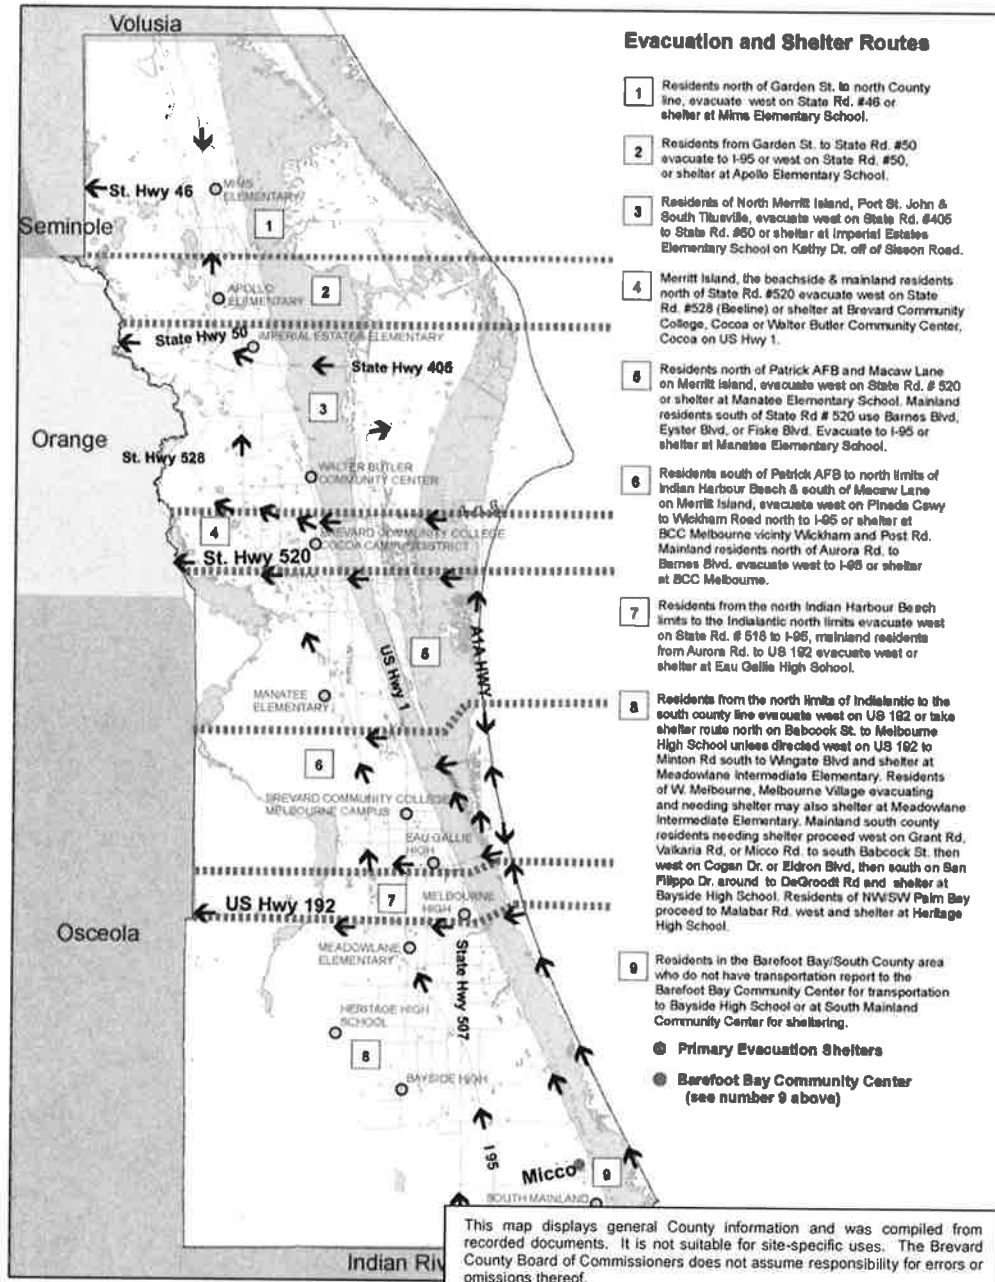 Volusia
St. Hwy 46
MIMS
ELEMENTARY
1
Seminole
2
APOLLO
ELEMENTARY
State Hwy 50
IMPERIAL ESTATES ELEMENTARY
State Hwy 405
3
Orange
St. Hwy 528
WALTER BUTLER
COMMUNITY CENTER
4
BREVARD COMMUNITY COLLEGE
COCOA CAMPUS DISTRICT
St. Hwy 520
A1A HWY
US Hwy 1
5
MANATEE
ELEMENTARY
6
BREVARD COMMUNITY COLLEGE
MELBOURNE CAMPUS
EAU GALLIE
HIGH
7
MELBOURNE
HIGH
US Hwy 192
Osceola
MEADOWLANE
ELEMENTARY
State Hwy 507
HERITAGE HIGH
SCHOOL
8
BAYSIDE HIGH
I 95
Micco
9
SOUTH MAINLAND
Indian Riv
Evacuation and Shelter Routes
1 Residents north of Garden St. to north County
line, evacuate west on State Rd. #46 or
shelter at Mims Elementary School.
2 Residents from Garden St. to State Rd. #50
evacuate to I-95 or west on State Rd. #50,
or shelter at Apollo Elementary School.
3 Residents of North Merritt Island, Port St. John &
South Titusville, evacuate west on State Rd. #405
to State Rd. #50 or shelter at Imperial Estates
Elementary School on Kathy Dr. off of Sisson Road.
4 Merritt Island, the beachside & mainland residents
north of State Rd. #520 evacuate west on State
Rd. #528 (Beeline) or shelter at Brevard Community
College, Cocoa or Walter Butler Community Center,
Cocoa on US Hwy 1.
5 Residents north of Patrick AFB and Macaw Lane
on Merritt Island, evacuate west on State Rd. # 520
or shelter at Manatee Elementary School. Mainland
residents south of State Rd # 520 use Barnes Blvd,
Eyster Blvd, or Fiske Blvd. Evacuate to I-95 or
shelter at Manatee Elementary School.
6 Residents south of Patrick AFB to north limits of
Indian Harbour Beach & south of Macaw Lane
on Merritt Island, evacuate west on Pineda Cswy
to Wickham Road north to I-95 or shelter at
BCC Melbourne vicinty Wickham and Post Rd.
Mainland residents north of Aurora Rd. to
Barnes Blvd. evacuate west to I-95 or shelter
at BCC Melbourne.
7 Residents from the north Indian Harbour Beach
limits to the Indialantic north limits evacuate west
on State Rd. # 518 to I-95, mainland residents
from Aurora Rd. to US 192 evacuate west or
shelter at Eau Gallie High School.
8 Residents from the north limits of Indialantic to the
south county line evacuate west on US 192 or take
shelter route north on Babcock St. to Melbourne
High School unless directed west on US 192 to
Minton Rd south to Wingate Blvd and shelter at
Meadowlane Intermediate Elementary. Residents
of W. Melbourne, Melbourne Village evacuating
and needing shelter may also shelter at Meadowlane
Intermediate Elementary. Mainland south county
residents needing shelter proceed west on Grant Rd,
Valkaria Rd, or Micco Rd. to south Babcock St. then
west on Cogan Dr. or Eldron Blvd, then south on San
Filippo Dr. around to DeGroodt Rd and shelter at
Bayside High School. Residents of NW/SW Palm Bay
proceed to Malabar Rd. west and shelter at Heritage
High School.
9 Residents in the Barefoot Bay/South County area
who do not have transportation report to the
Barefoot Bay Community Center for transportation
to Bayside High School or at South Mainland
Community Center for sheltering.
Primary Evacuation Shelters
Barefoot Bay Community Center
(see number 9 above)
This map displays general County information and was compiled from
recorded documents. It is not suitable for site-specific uses. The Brevard
County Board of Commissioners does not assume responsibility for errors or
omissions thereof.